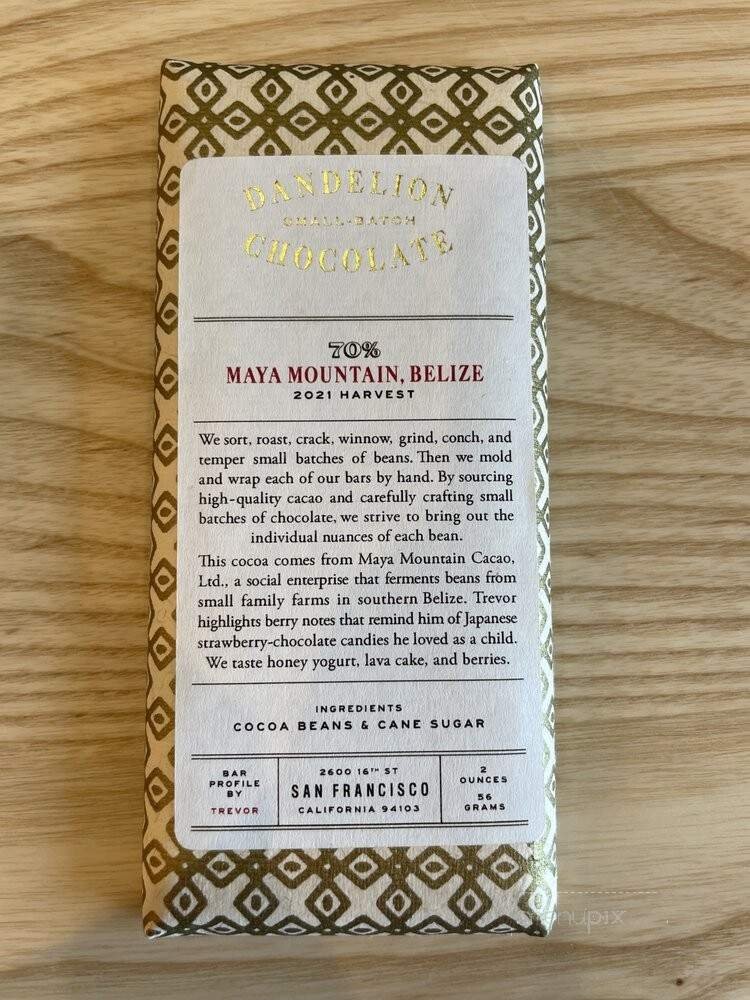 DANDELION
SMALL-BATCH
CHOCOLATE
70%
MAYA MOUNTAIN, BELIZE
2021 HARVEST
We sort, roast, crack, winnow, grind, conch, and
temper small batches of beans. Then we mold
and wrap each of our bars by hand. By sourcing
high-quality cacao and carefully crafting small
batches of chocolate, we strive to bring out the
individual nuances of each bean.
This cocoa comes from Maya Mountain Cacao,
Ltd., a social enterprise that ferments beans from
small family farms in southern Belize. Trevor
highlights berry notes that remind him of Japanese
strawberry-chocolate candies he loved as a child.
We taste honey yogurt, lava cake, and berries.
INGREDIENTS
COCOA BEANS & CANE SUGAR
BAR
PROFILE
BY
TREVOR
2600 16TH ST
SAN FRANCISCO
CALIFORNIA 94103
2
OUNCES
56
GRAMS
menupix